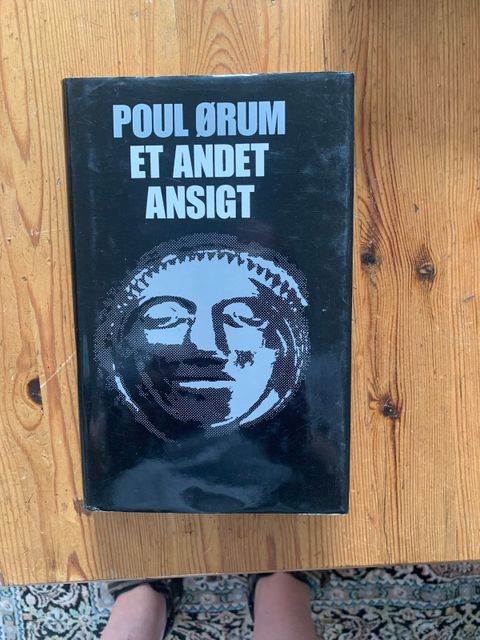 POUL ØRUM
ET ANDET
ANSIGT